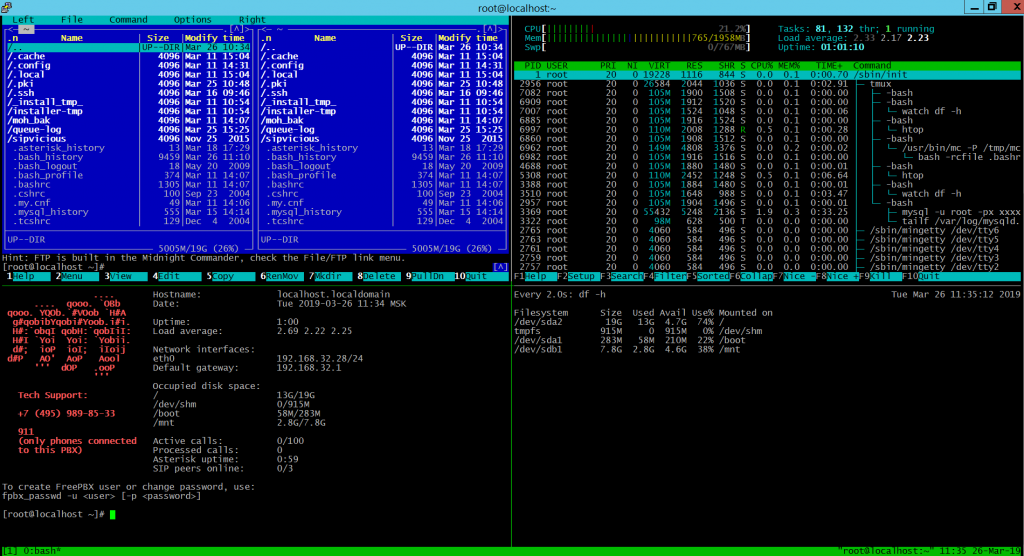 root@localhost:~
Left File Command Options Right
<─ ~ ─ .[^]> <─ ~ ─ .[^]>
.n Name Size Modify time .n Name Size Modify time
/.. UP--DIR Mar 26 10:34 /.. UP--DIR Mar 26 10:34
/.cache 4096 Mar 11 15:04 /.cache 4096 Mar 11 15:04
/.config 4096 Mar 11 14:31 /.config 4096 Mar 11 14:31
/.local 4096 Mar 11 15:04 /.local 4096 Mar 11 15:04
/.pki 4096 Mar 25 10:48 /.pki 4096 Mar 25 10:48
/.ssh 4096 Mar 16 09:46 /.ssh 4096 Mar 16 09:46
/_install_tmp_ 4096 Mar 11 10:54 /_install_tmp_ 4096 Mar 11 10:54
/installer-tmp 4096 Mar 11 10:54 /installer-tmp 4096 Mar 11 10:54
/moh_bak 4096 Mar 11 14:07 /moh_bak 4096 Mar 11 14:07
/queue-log 4096 Mar 25 15:25 /queue-log 4096 Mar 25 15:25
/sipvicious 4096 Nov 25 2015 /sipvicious 4096 Nov 25 2015
.asterisk_history 13 Mar 18 17:29 .asterisk_history 13 Mar 18 17:29
.bash_history 9459 Mar 26 11:10 .bash_history 9459 Mar 26 11:10
.bash_logout 18 May 20 2009 .bash_logout 18 May 20 2009
.bash_profile 374 Mar 11 14:07 .bash_profile 374 Mar 11 14:07
.bashrc 1305 Mar 11 14:07 .bashrc 1305 Mar 11 14:07
.cshrc 100 Sep 23 2004 .cshrc 100 Sep 23 2004
.my.cnf 49 Mar 11 14:06 .my.cnf 49 Mar 11 14:06
.mysql_history 555 Mar 15 14:14 .mysql_history 555 Mar 15 14:14
.tcshrc 129 Dec 4 2004 .tcshrc 129 Dec 4 2004
UP--DIR UP--DIR
5005M/19G (26%) 5005M/19G (26%)
Hint: FTP is built in the Midnight Commander, check the File/FTP link menu.
[root@localhost ~]# [^]
1Help 2Menu 3View 4Edit 5Copy 6RenMov 7Mkdir 8Delete 9PullDn 10Quit
CPU[ 21.2%] Tasks: 81, 132 thr; 1 running
Mem[ 765/1958MB] Load average: 2.33 2.17 2.23
Swp[ 0/767MB] Uptime: 01:01:10
PID USER PRI NI VIRT RES SHR S CPU% MEM% TIME+ Command
1 root 20 0 19228 1116 844 S 0.0 0.1 0:00.70 /sbin/init
2956 root 20 0 26584 2044 1036 S 0.0 0.1 0:02.91 ─ tmux
7082 root 20 0 105M 1900 1508 S 0.0 0.1 0:00.00 ─ -bash
6909 root 20 0 105M 1912 1520 S 0.0 0.1 0:00.00 ─ -bash
7007 root 20 0 105M 1524 1048 S 0.0 0.1 0:00.06 └─ watch df -h
6885 root 20 0 105M 1916 1524 S 0.0 0.1 0:00.00 ─ -bash
6997 root 20 0 110M 2008 1288 R 0.5 0.1 0:00.28 └─ htop
6860 root 20 0 105M 1908 1512 S 0.0 0.1 0:00.00 ─ -bash
6962 root 20 0 149M 4808 3376 S 0.0 0.2 0:00.02 └─ /usr/bin/mc -P /tmp/mc
6982 root 20 0 105M 1916 1516 S 0.0 0.1 0:00.00 └─ bash -rcfile .bashr
4688 root 20 0 105M 1880 1480 S 0.0 0.1 0:00.01 ─ -bash
5308 root 20 0 110M 2452 1248 S 0.5 0.1 0:06.64 └─ htop
3388 root 20 0 105M 1884 1480 S 0.0 0.1 0:00.00 ─ -bash
3510 root 20 0 105M 1648 988 S 0.0 0.1 0:03.47 └─ watch df -h
2957 root 20 0 105M 1904 1496 S 0.0 0.1 0:00.01 └─ -bash
3369 root 20 0 55432 5248 2136 S 1.9 0.3 0:33.25 ─ mysql -u root -px xxxx
3322 root 20 0 98M 628 500 T 0.0 0.0 0:00.00 └─ tailf /var/log/mysqld.
2765 root 20 0 4060 584 496 S 0.0 0.0 0:00.00 ─ /sbin/mingetty /dev/tty6
2763 root 20 0 4060 584 496 S 0.0 0.0 0:00.00 ─ /sbin/mingetty /dev/tty5
2761 root 20 0 4060 584 496 S 0.0 0.0 0:00.00 ─ /sbin/mingetty /dev/tty4
2759 root 20 0 4060 584 496 S 0.0 0.0 0:00.00 ─ /sbin/mingetty /dev/tty3
2757 root 20 0 4060 584 496 S 0.0 0.0 0:00.00 ─ /sbin/mingetty /dev/tty2
F1Help F2Setup F3SearchF4FilterF5SortedF6CollapF7Nice -F8Nice +F9Kill F10Quit
Hostname: localhost.localdomain
Date: Tue 2019-03-26 11:34 MSK
Uptime: 1:00
Load average: 2.69 2.22 2.25
Network interfaces:
eth0 192.168.32.28/24
Default gateway: 192.168.32.1
Occupied disk space:
/ 13G/19G
/dev/shm 0/915M
/boot 58M/283M
/mnt 2.8G/7.8G
Active calls: 0/100
Processed calls: 0
Asterisk uptime: 0:59
SIP peers online: 0/3
Tech Support:
+7 (495) 989-85-33
911
(only phones connected
to this PBX)
To create FreePBX user or change password, use:
fpbx_passwd -u <user> [-p <password>]
[root@localhost ~]#
Every 2.0s: df -h Tue Mar 26 11:35:12 2019
Filesystem Size Used Avail Use% Mounted on
/dev/sda2 19G 13G 4.7G 74% /
tmpfs 915M 0 915M 0% /dev/shm
/dev/sda1 283M 58M 210M 22% /boot
/dev/sdb1 7.8G 2.8G 4.6G 38% /mnt
[1] 0:bash* "root@localhost:~" 11:35 26-Mar-19